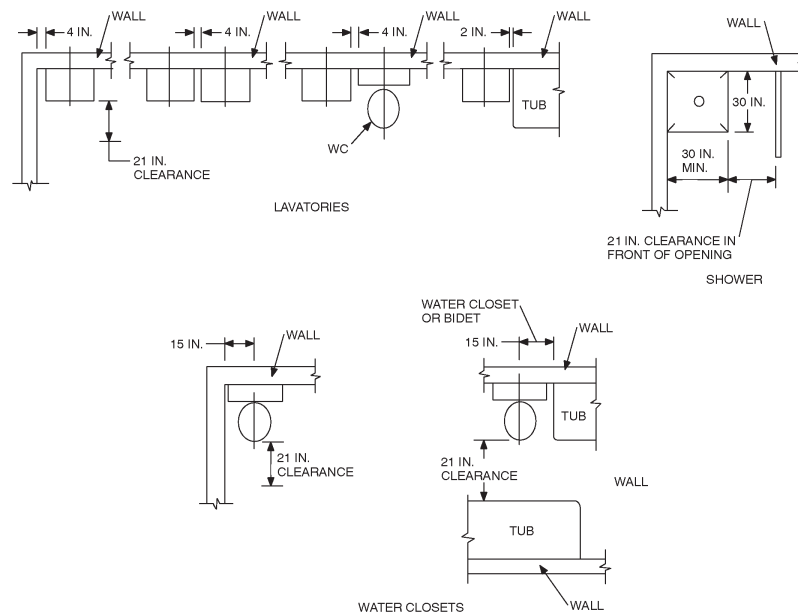 WALL
4 IN.
WALL
4 IN.
WALL
4 IN.
WALL
2 IN.
TUB
WC
21 IN.
CLEARANCE
LAVATORIES
WALL
30 IN.
30 IN.
MIN.
21 IN. CLEARANCE IN
FRONT OF OPENING
SHOWER
15 IN.
WALL
21 IN.
CLEARANCE
WATER CLOSET
OR BIDET
15 IN.
WALL
TUB
21 IN.
CLEARANCE
WALL
TUB
WALL
WATER CLOSETS